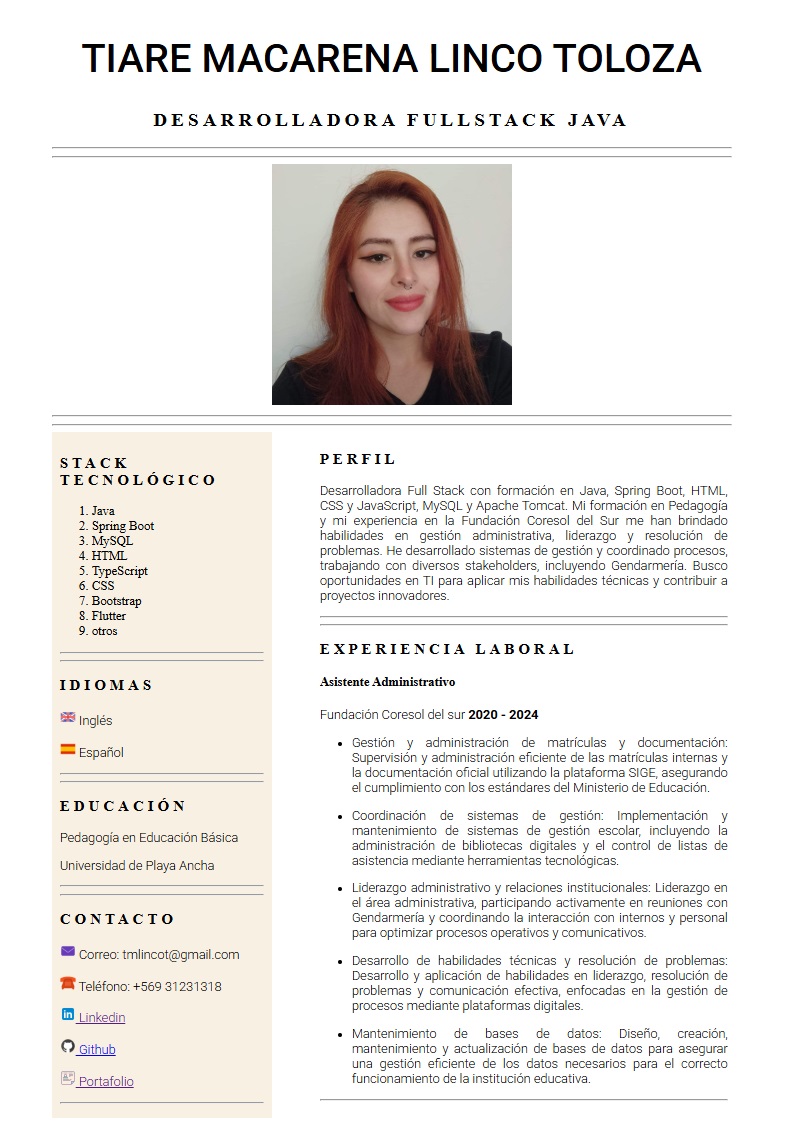 TIARE MACARENA LINCO TOLOZA
DESARROLLADORA FULLSTACK JAVA
STACK
TECNOLÓGICO
1. Java
2. Spring Boot
3. MySQL
4. HTML
5. TypeScript
6. CSS
7. Bootstrap
8. Flutter
9. otros
IDIOMAS
Inglés
Español
EDUCACIÓN
Pedagogía en Educación Básica
Universidad de Playa Ancha
CONTACTO
Correo: tmlincot@gmail.com
Teléfono: +569 31231318
Linkedin
Github
Portafolio
PERFIL
Desarrolladora Full Stack con formación en Java, Spring Boot, HTML,
CSS y JavaScript, MySQL y Apache Tomcat. Mi formación en Pedagogía
y mi experiencia en la Fundación Coresol del Sur me han brindado
habilidades en gestión administrativa, liderazgo y resolución de
problemas. He desarrollado sistemas de gestión y coordinado procesos,
trabajando con diversos stakeholders, incluyendo Gendarmería. Busco
oportunidades en TI para aplicar mis habilidades técnicas y contribuir a
proyectos innovadores.
EXPERIENCIA LABORAL
Asistente Administrativo
Fundación Coresol del sur 2020 - 2024
• Gestión y administración de matrículas y documentación:
Supervisión y administración eficiente de las matrículas internas y
la documentación oficial utilizando la plataforma SIGE, asegurando
el cumplimiento con los estándares del Ministerio de Educación.
• Coordinación de sistemas de gestión: Implementación y
mantenimiento de sistemas de gestión escolar, incluyendo la
administración de bibliotecas digitales y el control de listas de
asistencia mediante herramientas tecnológicas.
• Liderazgo administrativo y relaciones institucionales: Liderazgo en
el área administrativa, participando activamente en reuniones con
Gendarmería y coordinando la interacción con internos y personal
para optimizar procesos operativos y comunicativos.
• Desarrollo de habilidades técnicas y resolución de problemas:
Desarrollo y aplicación de habilidades en liderazgo, resolución de
problemas y comunicación efectiva, enfocadas en la gestión de
procesos mediante plataformas digitales.
• Mantenimiento de bases de datos: Diseño, creación,
mantenimiento y actualización de bases de datos para asegurar
una gestión eficiente de los datos necesarios para el correcto
funcionamiento de la institución educativa.